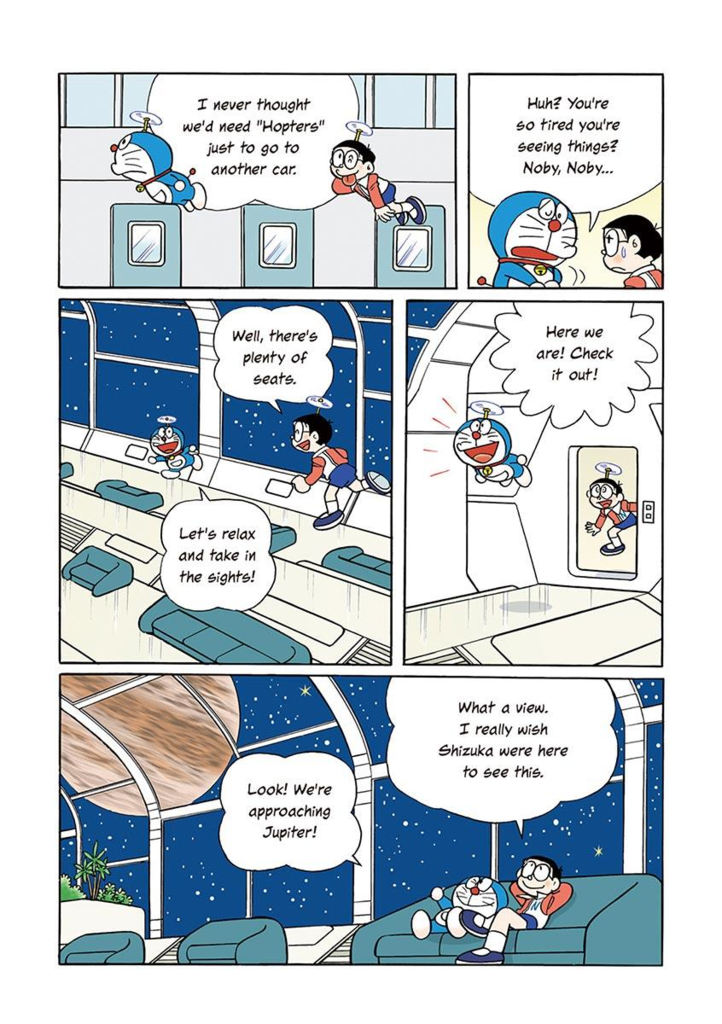 Huh? You're
so tired you're
seeing things?
Noby, Noby...
I never thought
we'd need "Hopters"
just to go to
another car.
Here we
are! Check
it out!
Well, there's
plenty of
seats.
Let's relax
and take in
the sights!
What a view.
I really wish
Shizuka were here
to see this.
Look! We're
approaching
Jupiter!